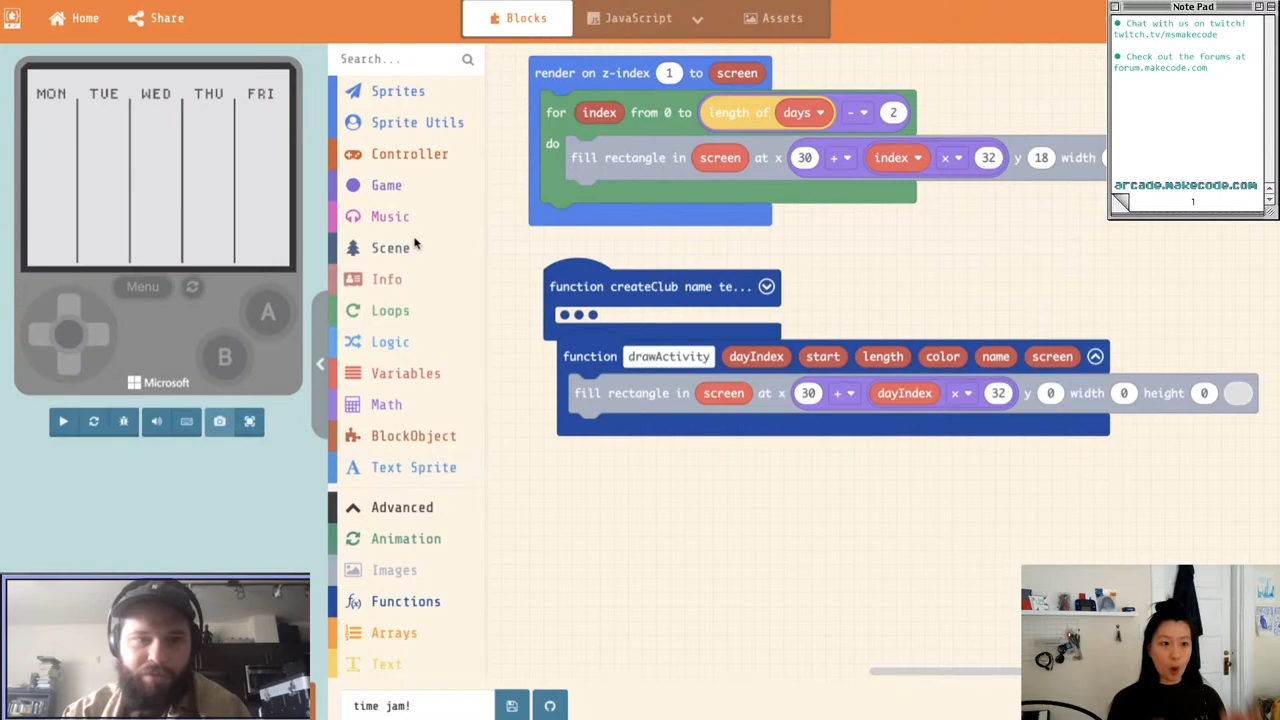 Home
Share
Blocks
JavaScript
Assets
Note Pad
Chat with us on twitch!
twitch.tv/msmakecode
Check out the forums at
forum.makecode.com
arcade.makecode.com
1
MON TUE WED THU FRI
Menu
A
B
Microsoft
Search...
Sprites
Sprite Utils
Controller
Game
Music
Scene
Info
Loops
Logic
Variables
Math
BlockObject
Text Sprite
Advanced
Animation
Images
Functions
Arrays
Text
render on z-index 1 to screen
for index from 0 to length of days - 2
do fill rectangle in screen at x 30 + index × 32 y 18 width
function createClub name te...
function drawActivity dayIndex start length color name screen
fill rectangle in screen at x 30 + dayIndex × 32 y 0 width 0 height 0
time jam!